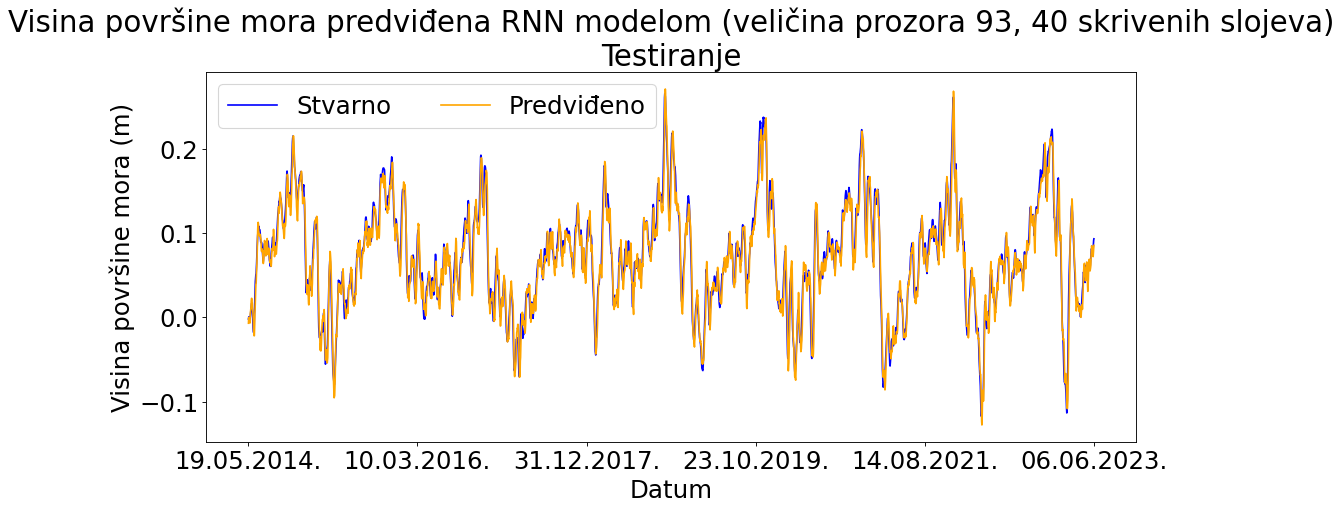 Visina površine mora predviđena RNN modelom (veličina prozora 93, 40 skrivenih slojeva)
Testiranje
Stvarno
Predviđeno
Visina površine mora (m)
0.2
0.1
0.0
−0.1
19.05.2014. 10.03.2016. 31.12.2017. 23.10.2019. 14.08.2021. 06.06.2023.
Datum